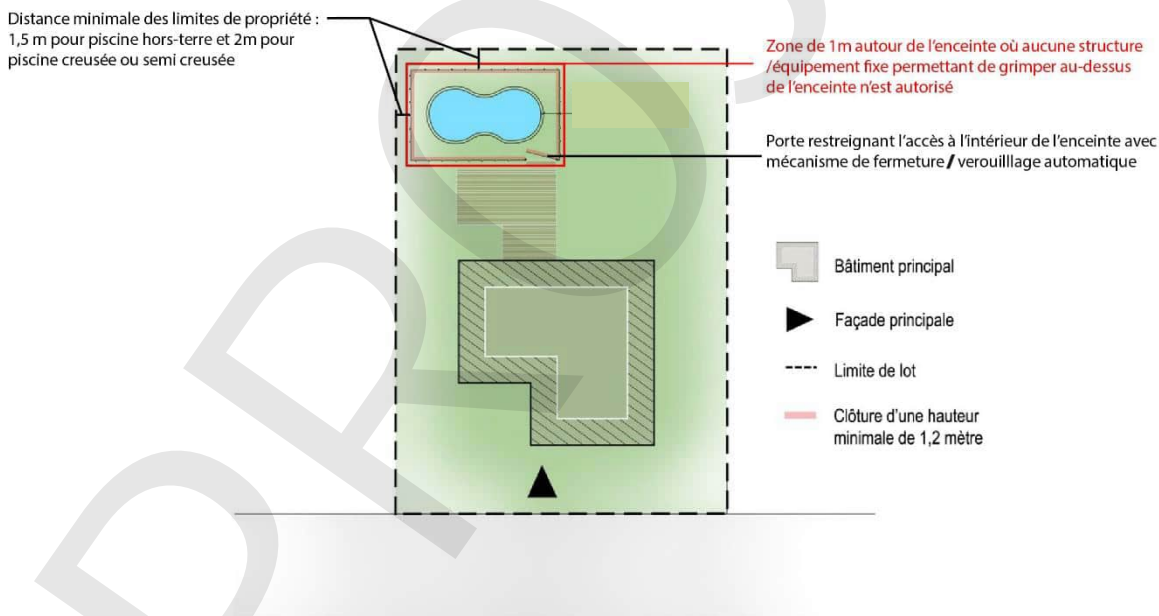 Distance minimale des limites de propriété :
1,5 m pour piscine hors-terre et 2m pour
piscine creusée ou semi creusée
Zone de 1m autour de l'enceinte où aucune structure
/équipement fixe permettant de grimper au-dessus
de l'enceinte n'est autorisé
Porte restreignant l'accès à l'intérieur de l'enceinte avec
mécanisme de fermeture / verouilllage automatique
Bâtiment principal
Façade principale
Limite de lot
Clôture d'une hauteur
minimale de 1,2 mètre